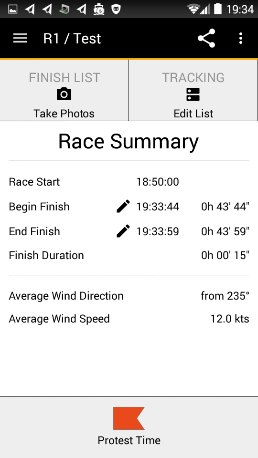 19:34
R1 / Test
FINISH LIST
Take Photos
TRACKING
Edit List
Race Summary
Race Start 18:50:00
Begin Finish 19:33:44 0h 43' 44"
End Finish 19:33:59 0h 43' 59"
Finish Duration 0h 00' 15"
Average Wind Direction from 235°
Average Wind Speed 12.0 kts
Protest Time